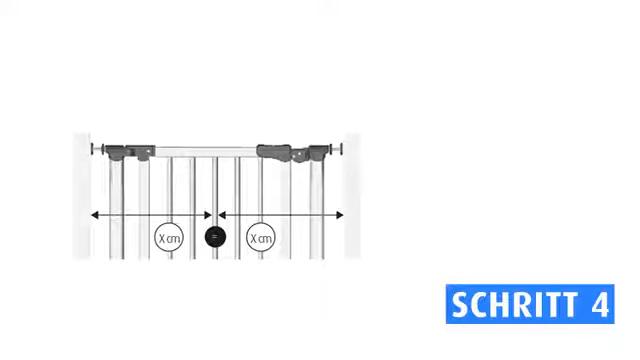 X cm = X cm
SCHRITT 4